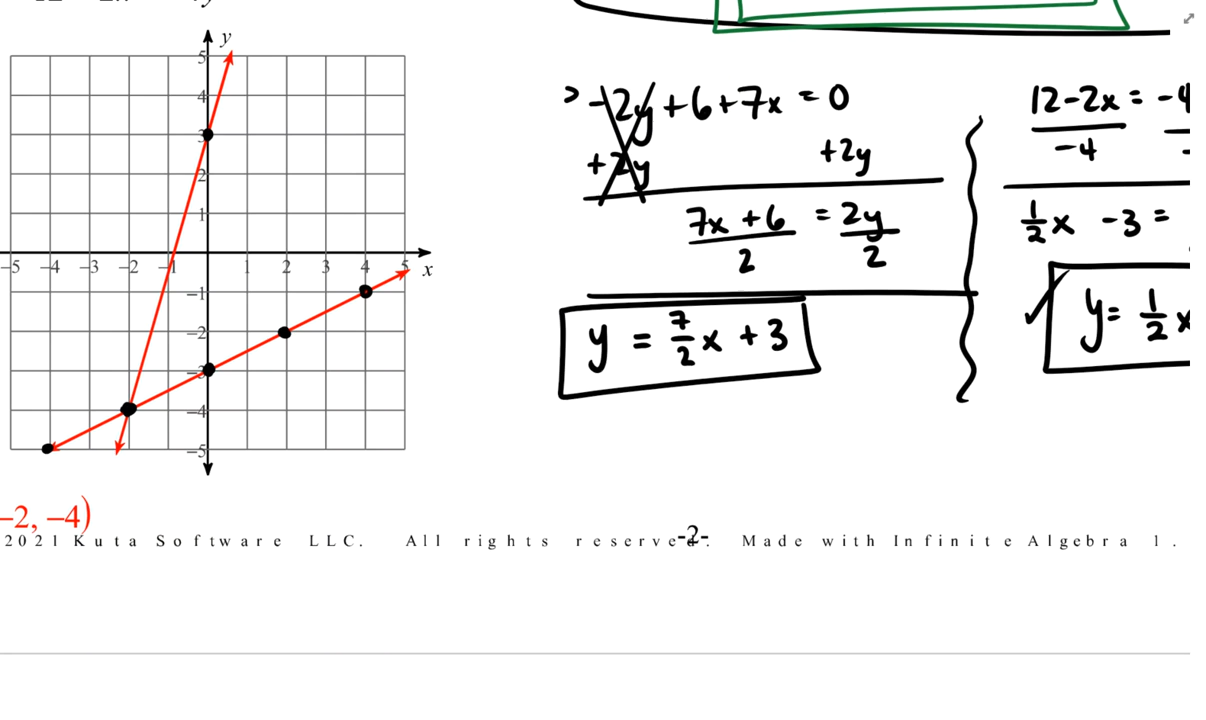 y
5
4
3
2
1
-5 -4 -3 -2 -1 1 2 3 4 5 x
-1
-2
-3
-4
-5
-2, -4)
-2y + 6 + 7x = 0
+2y +2y
7x + 6 = 2y
2 2
y = 7/2 x + 3
12 - 2x = -4
-4 -
1/2 x - 3 =
y = 1/2 x
2021 Kuta Software LLC. All rights reserve -2- Made with Infinite Algebra 1.